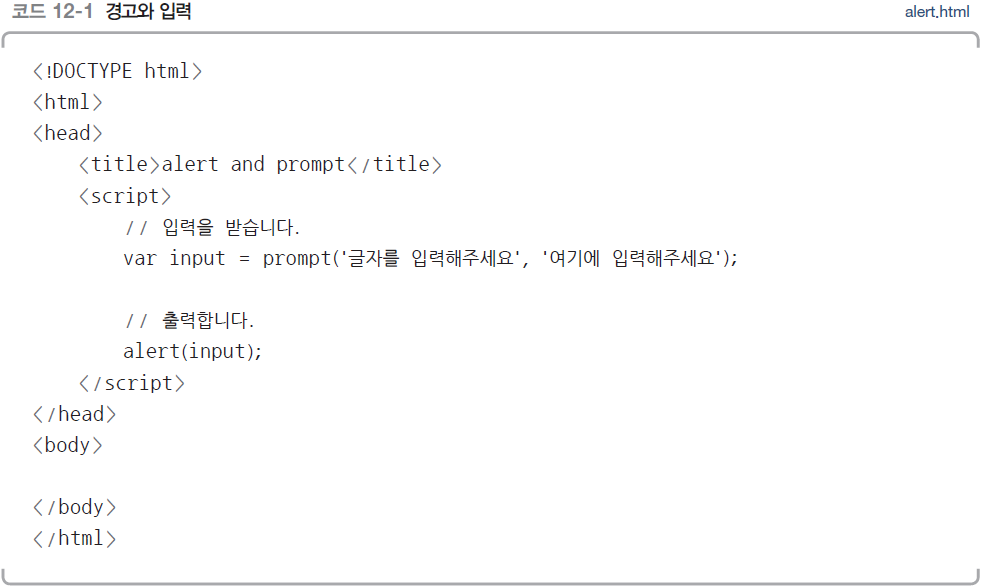 코드 12-1 경고와 입력 alert.html
<!DOCTYPE html>
<html>
<head>
    <title>alert and prompt</title>
    <script>
        // 입력을 받습니다.
        var input = prompt('글자를 입력해주세요', '여기에 입력해주세요');

        // 출력합니다.
        alert(input);
    </script>
</head>
<body>

</body>
</html>